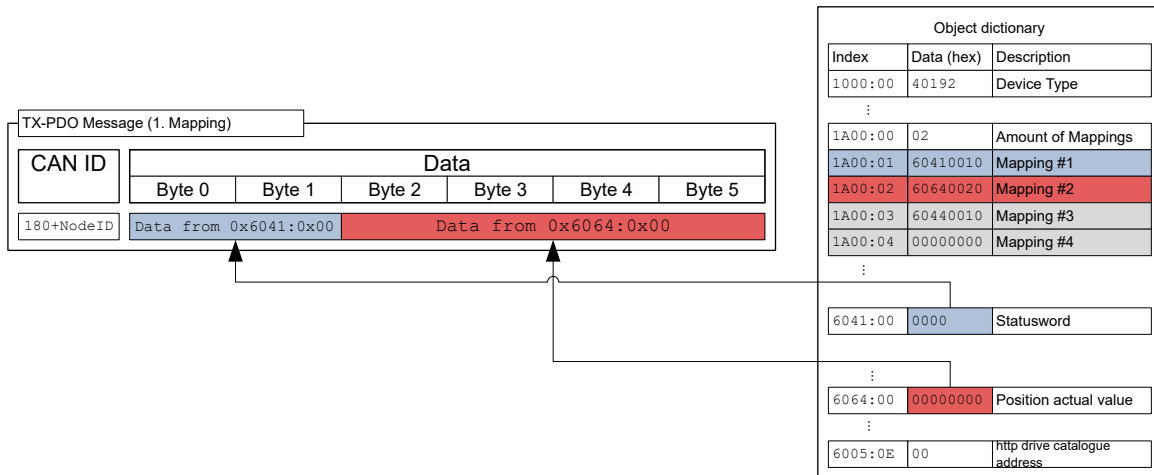 TX-PDO Message (1. Mapping)
CAN ID
Data
Byte 0 Byte 1 Byte 2 Byte 3 Byte 4 Byte 5
180+NodeID Data from 0x6041:0x00 Data from 0x6064:0x00
Object dictionary
Index Data (hex) Description
1000:00 40192 Device Type
⋮
1A00:00 02 Amount of Mappings
1A00:01 60410010 Mapping #1
1A00:02 60640020 Mapping #2
1A00:03 60440010 Mapping #3
1A00:04 00000000 Mapping #4
⋮
6041:00 0000 Statusword
⋮
6064:00 00000000 Position actual value
⋮
6005:0E 00 http drive catalogue
address